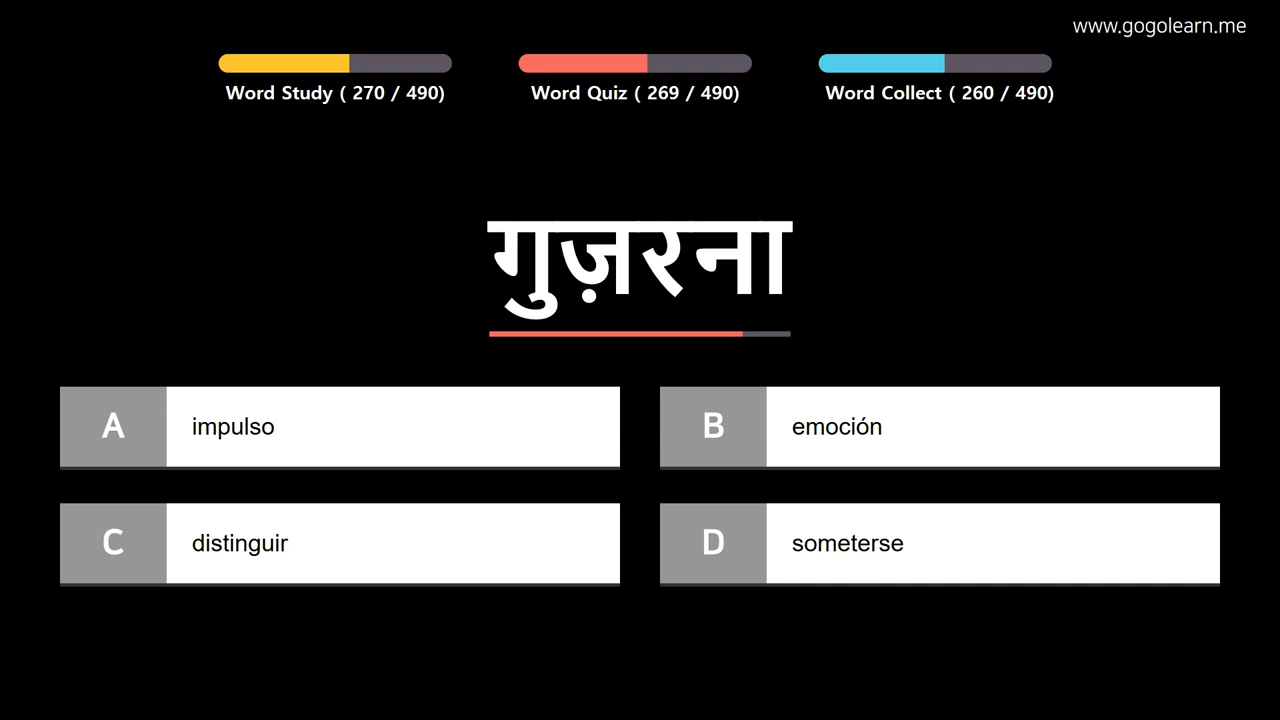 www.gogolearn.me
Word Study ( 270 / 490)
Word Quiz ( 269 / 490)
Word Collect ( 260 / 490)
गुज़रना
A
impulso
B
emoción
C
distinguir
D
someterse